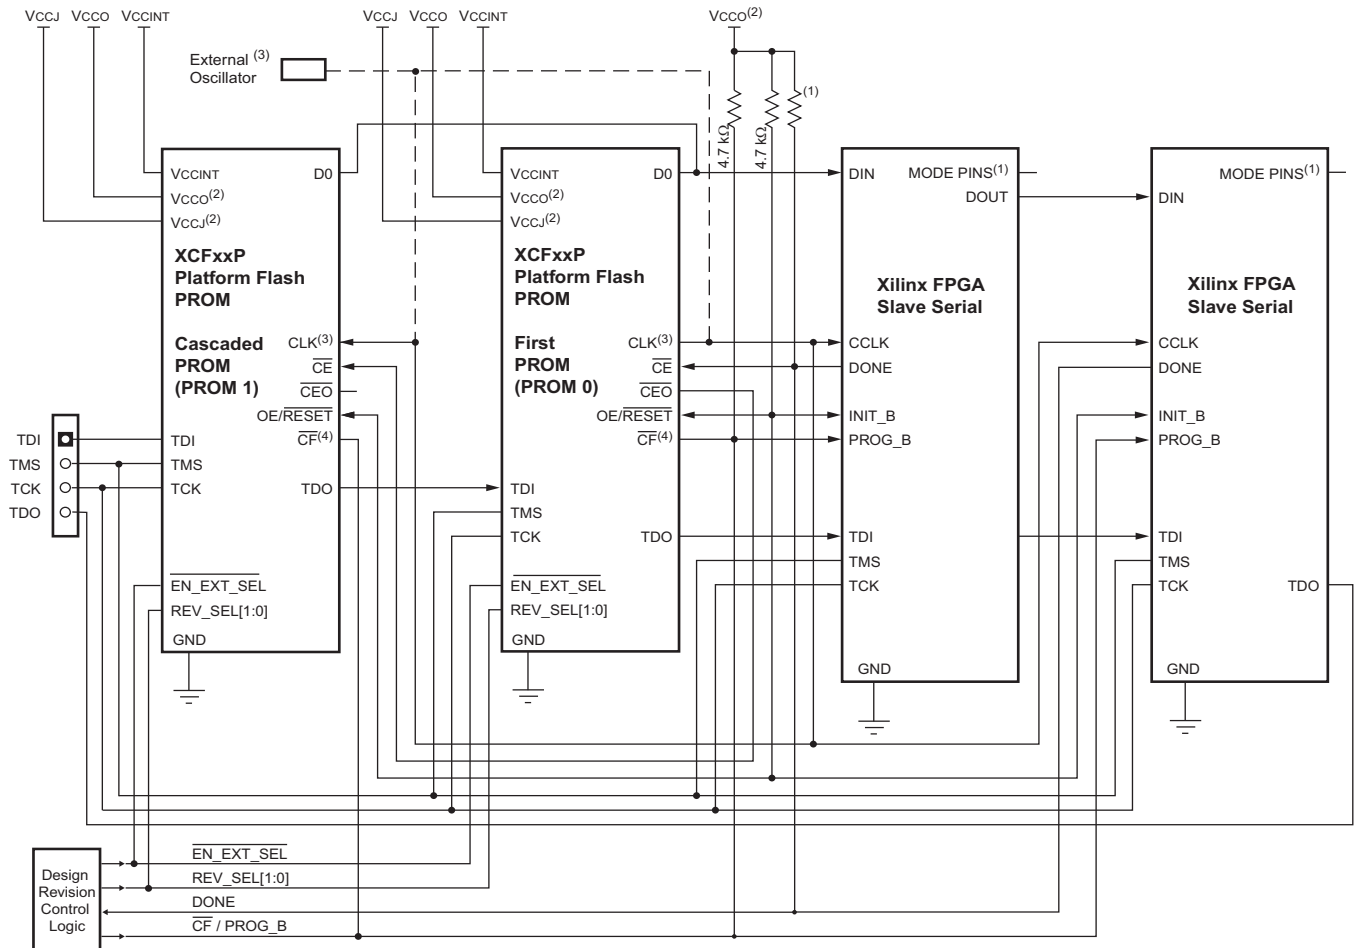 VCCJ VCCO VCCINT
VCCJ VCCO VCCINT
VCCO(2)
External (3)
Oscillator
(1)
4.7 kΩ
4.7 kΩ
VCCINT
VCCO(2)
VCCJ(2)
D0
XCFxxP
Platform Flash
PROM
Cascaded
PROM
(PROM 1)
CLK(3)
CE
CEO
OE/RESET
CF(4)
TDI
TMS
TCK
TDO
EN_EXT_SEL
REV_SEL[1:0]
GND
TDI
TMS
TCK
TDO
VCCINT
VCCO(2)
VCCJ(2)
D0
XCFxxP
Platform Flash
PROM
First
PROM
(PROM 0)
CLK(3)
CE
CEO
OE/RESET
CF(4)
TDI
TMS
TCK
TDO
EN_EXT_SEL
REV_SEL[1:0]
GND
DIN
MODE PINS(1)
DOUT
Xilinx FPGA
Slave Serial
CCLK
DONE
INIT_B
PROG_B
TDI
TMS
TCK
GND
MODE PINS(1)
DIN
Xilinx FPGA
Slave Serial
CCLK
DONE
INIT_B
PROG_B
TDI
TMS
TCK
TDO
GND
Design
Revision
Control
Logic
EN_EXT_SEL
REV_SEL[1:0]
DONE
CF / PROG_B